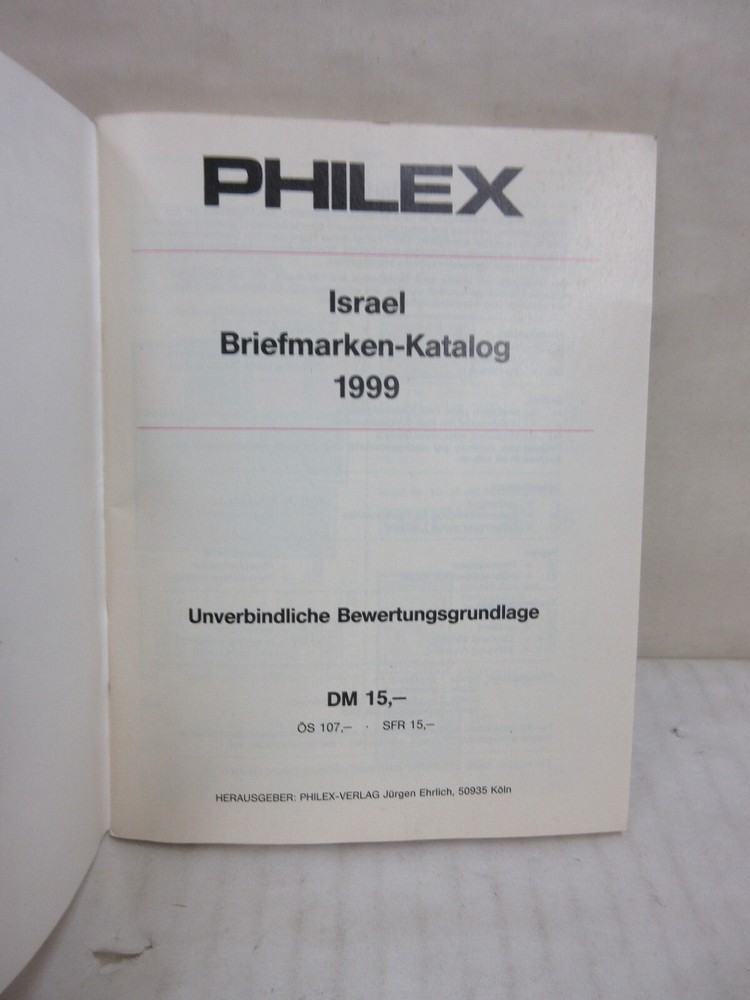 PHILEX
Israel
Briefmarken-Katalog
1999
Unverbindliche Bewertungsgrundlage
DM 15,—
ÖS 107,— · SFR 15,—
HERAUSGEBER: PHILEX-VERLAG Jürgen Ehrlich, 50935 Köln